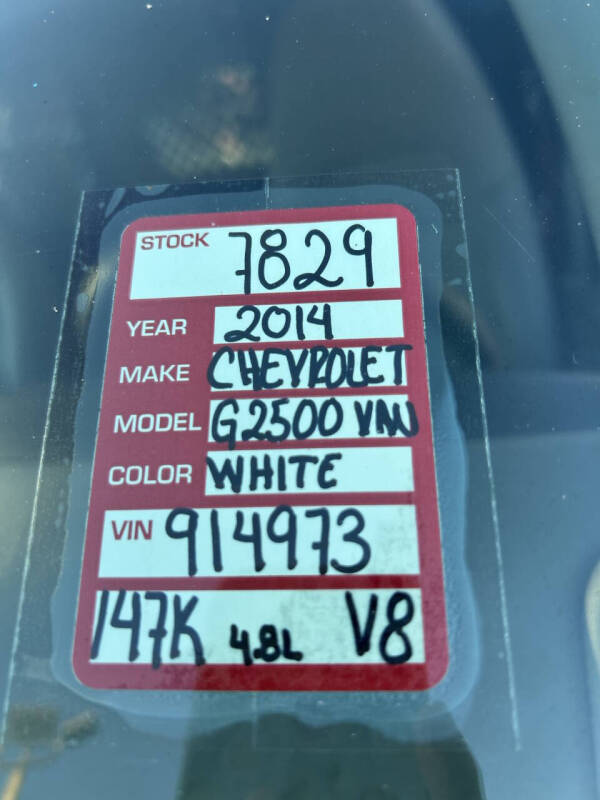 STOCK 7829
YEAR 2014
MAKE CHEVROLET
MODEL G2500 VAN
COLOR WHITE
VIN 914973
147K 4.8L V8